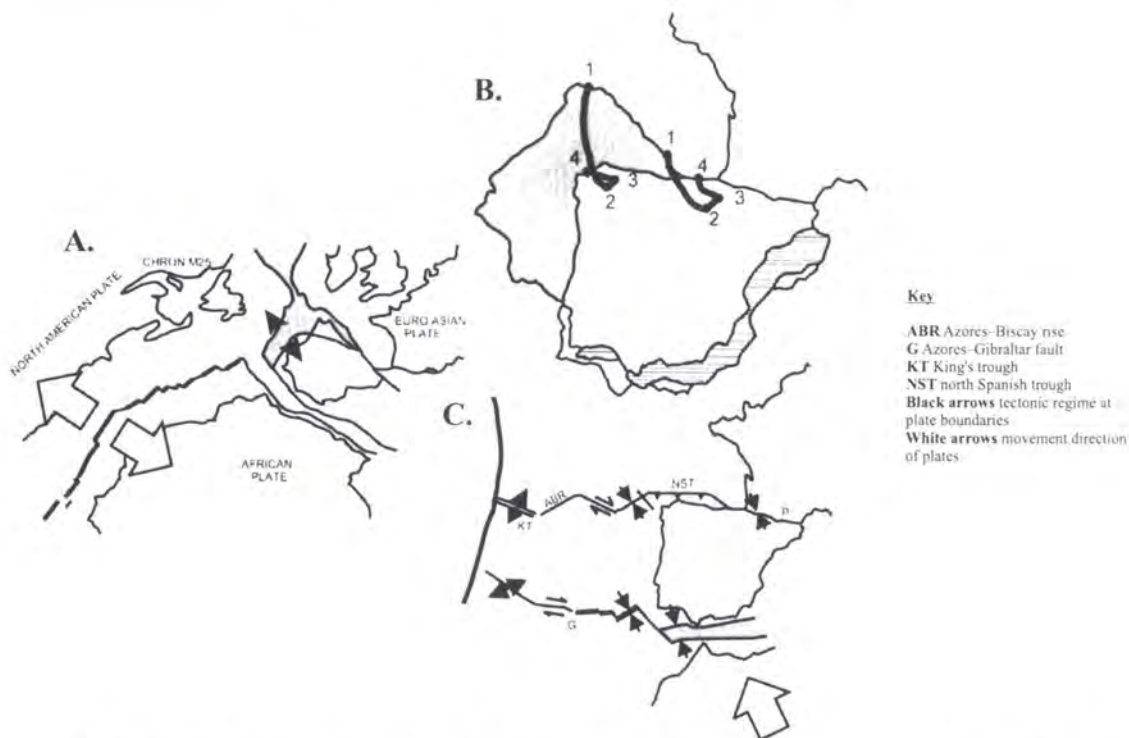 A.
CHRON M25
NORTH AMERICAN PLATE
EURO ASIAN
PLATE
AFRICAN
PLATE
B.
1
1
4
4
3
3
2
2
C.
NST
ABR
KT
P
G
Key
ABR Azores–Biscay rise
G Azores–Gibraltar fault
KT King's trough
NST north Spanish trough
Black arrows tectonic regime at
plate boundaries
White arrows movement direction
of plates